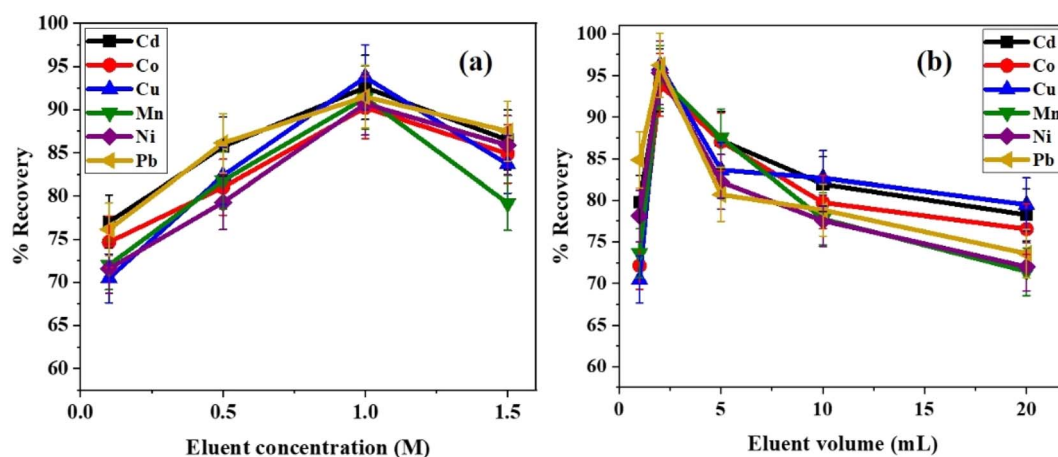 100
95
90
85
80
75
70
65
60
% Recovery
Cd
Co
Cu
Mn
Ni
Pb
(a)
0.0
0.5
1.0
1.5
Eluent concentration (M)
100
95
90
85
80
75
70
65
60
% Recovery
(b)
Cd
Co
Cu
Mn
Ni
Pb
0
5
10
15
20
Eluent volume (mL)